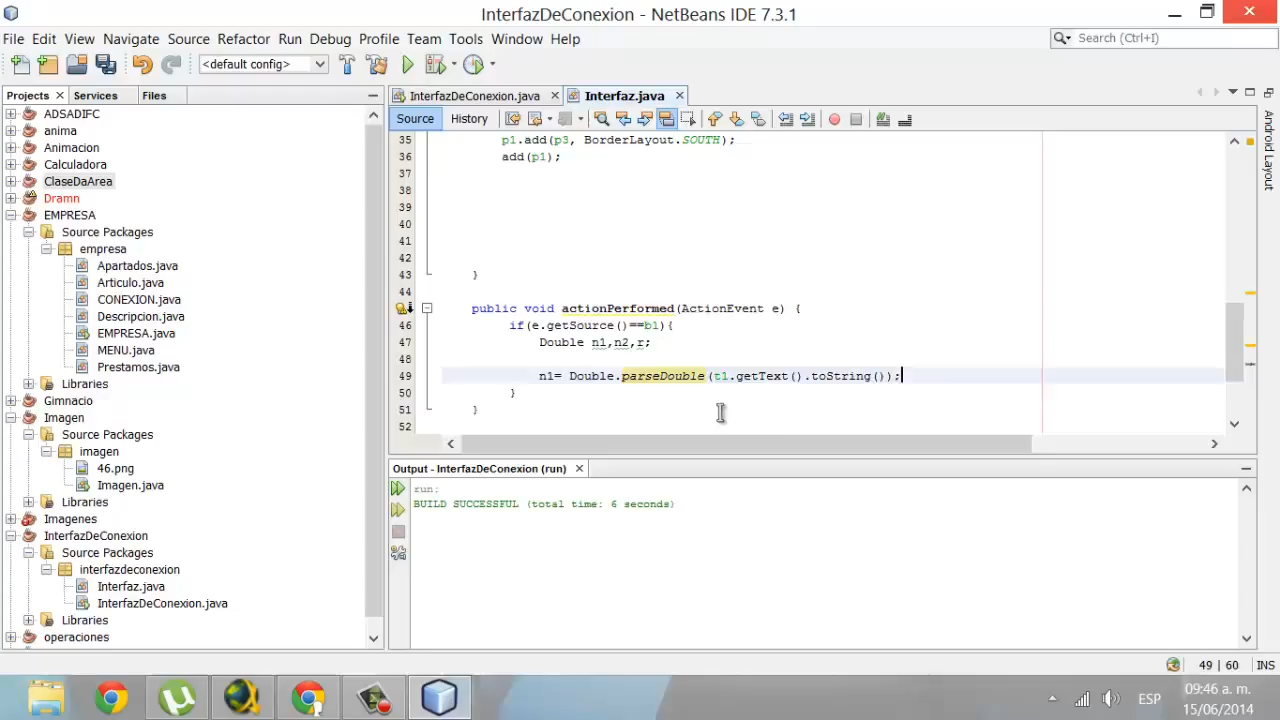 InterfazDeConexion - NetBeans IDE 7.3.1
File Edit View Navigate Source Refactor Run Debug Profile Team Tools Window Help
Search (Ctrl+I)
<default config>
Projects Services Files
InterfazDeConexion.java Interfaz.java
Source History
ADSADIFC
anima
Animacion
Calculadora
ClaseDaArea
Dramn
EMPRESA
Source Packages
empresa
Apartados.java
Articulo.java
CONEXION.java
Descripcion.java
EMPRESA.java
MENU.java
Prestamos.java
Libraries
Gimnacio
Imagen
Source Packages
imagen
46.png
Imagen.java
Libraries
Imagenes
InterfazDeConexion
Source Packages
interfazdeconexion
Interfaz.java
InterfazDeConexion.java
Libraries
operaciones
35 p1.add(p3, BorderLayout.SOUTH);
36 add(p1);
37
38
39
40
41
42
43 }
44
public void actionPerformed(ActionEvent e) {
46 if(e.getSource()==b1){
47 Double n1,n2,r;
48
49 n1= Double.parseDouble(t1.getText().toString());
50 }
51 }
52
Android Layout
Output - InterfazDeConexion (run)
run:
BUILD SUCCESSFUL (total time: 6 seconds)
49 | 60 INS
ESP
09:46 a. m.
15/06/2014